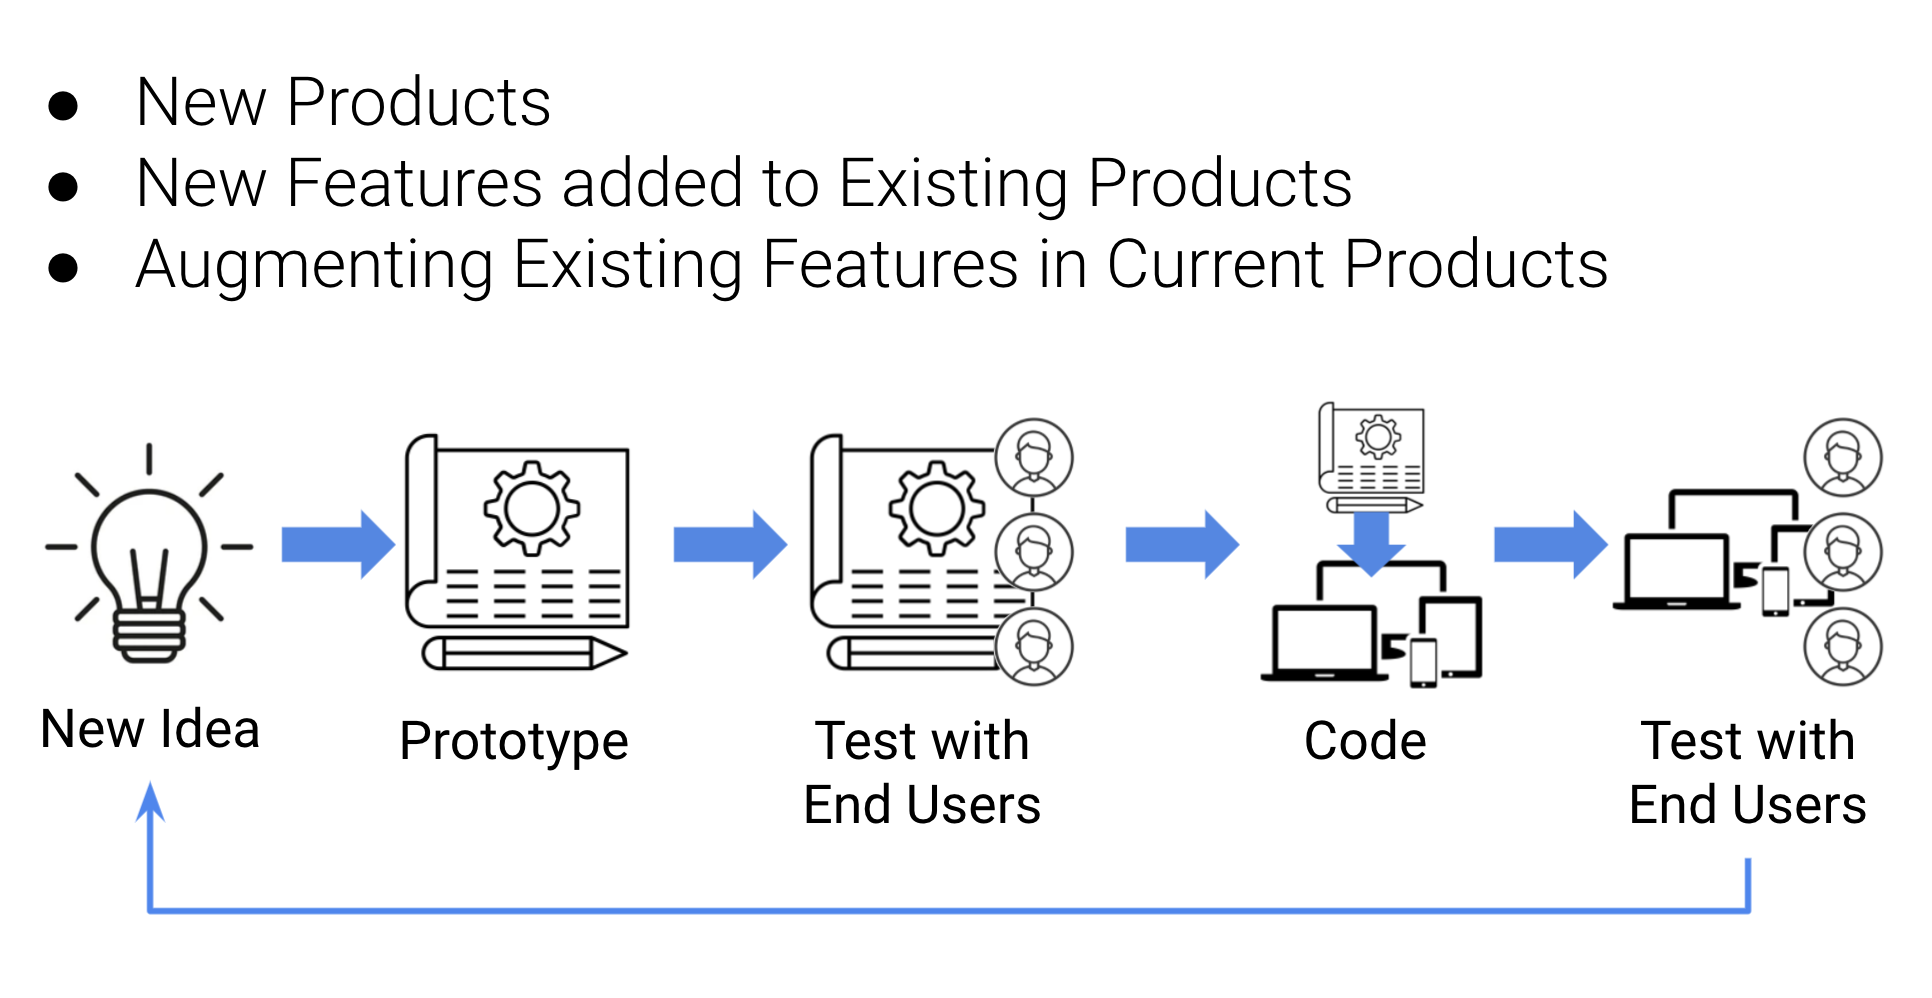 ● New Products
● New Features added to Existing Products
● Augmenting Existing Features in Current Products
New Idea
Prototype
Test with
End Users
Code
Test with
End Users